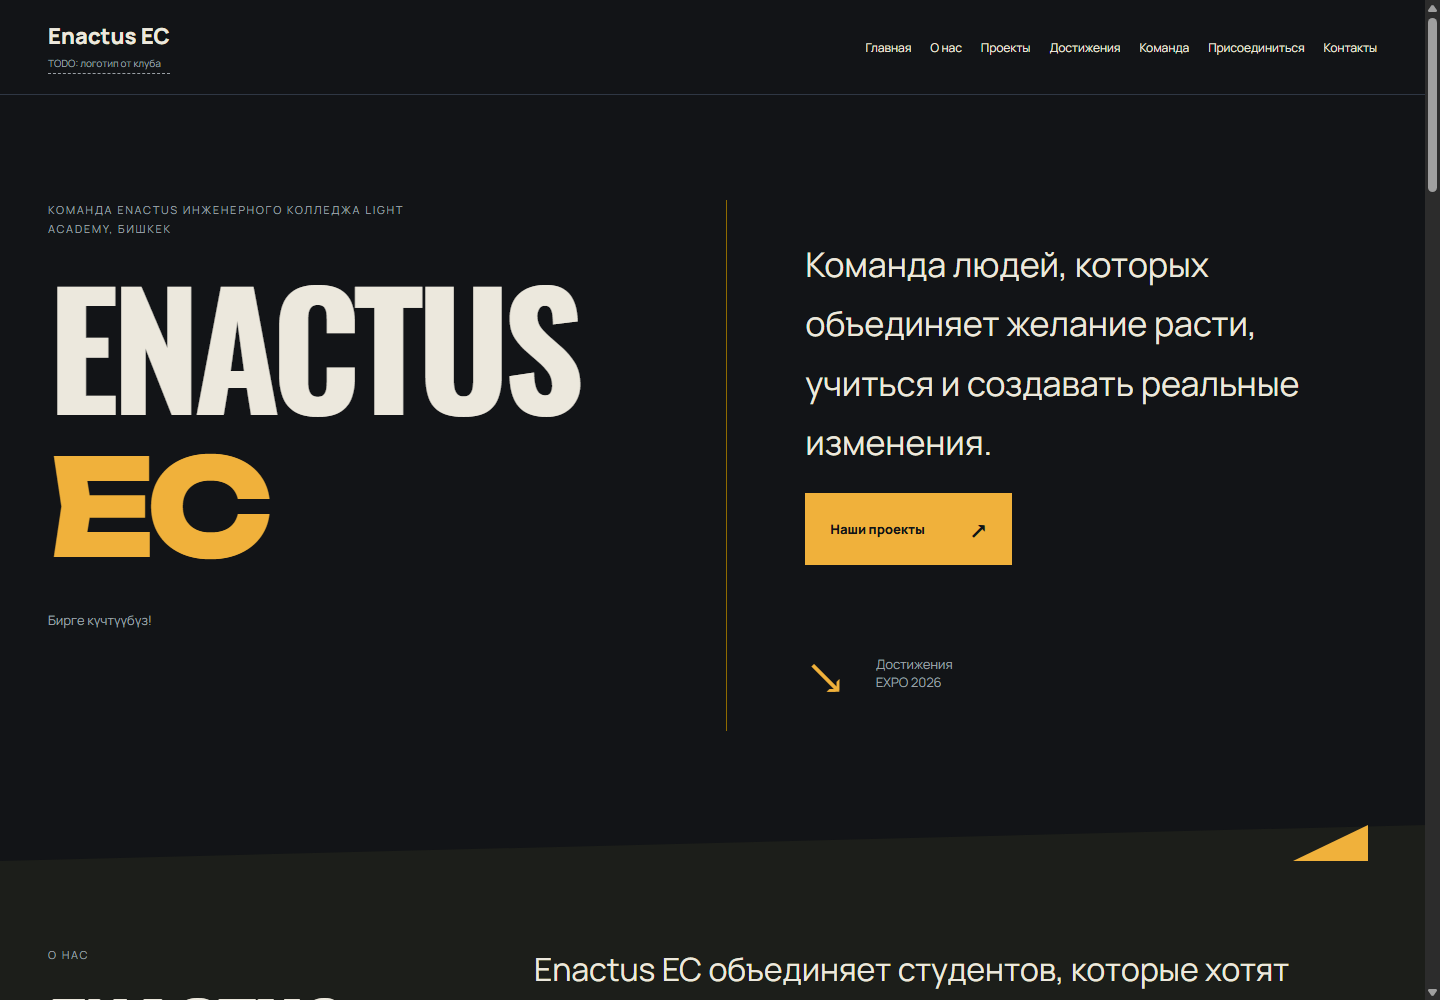 Enactus EC
TODO: логотип от клуба
Главная О нас Проекты Достижения Команда Присоединиться Контакты
КОМАНДА ENACTUS ИНЖЕНЕРНОГО КОЛЛЕДЖА LIGHT
ACADEMY, БИШКЕК
ENACTUS
EC
Бирге күчтүүбүз!
Команда людей, которых
объединяет желание расти,
учиться и создавать реальные
изменения.
Наши проекты ↗
↘
Достижения
EXPO 2026
О НАС
Enactus EC объединяет студентов, которые хотят